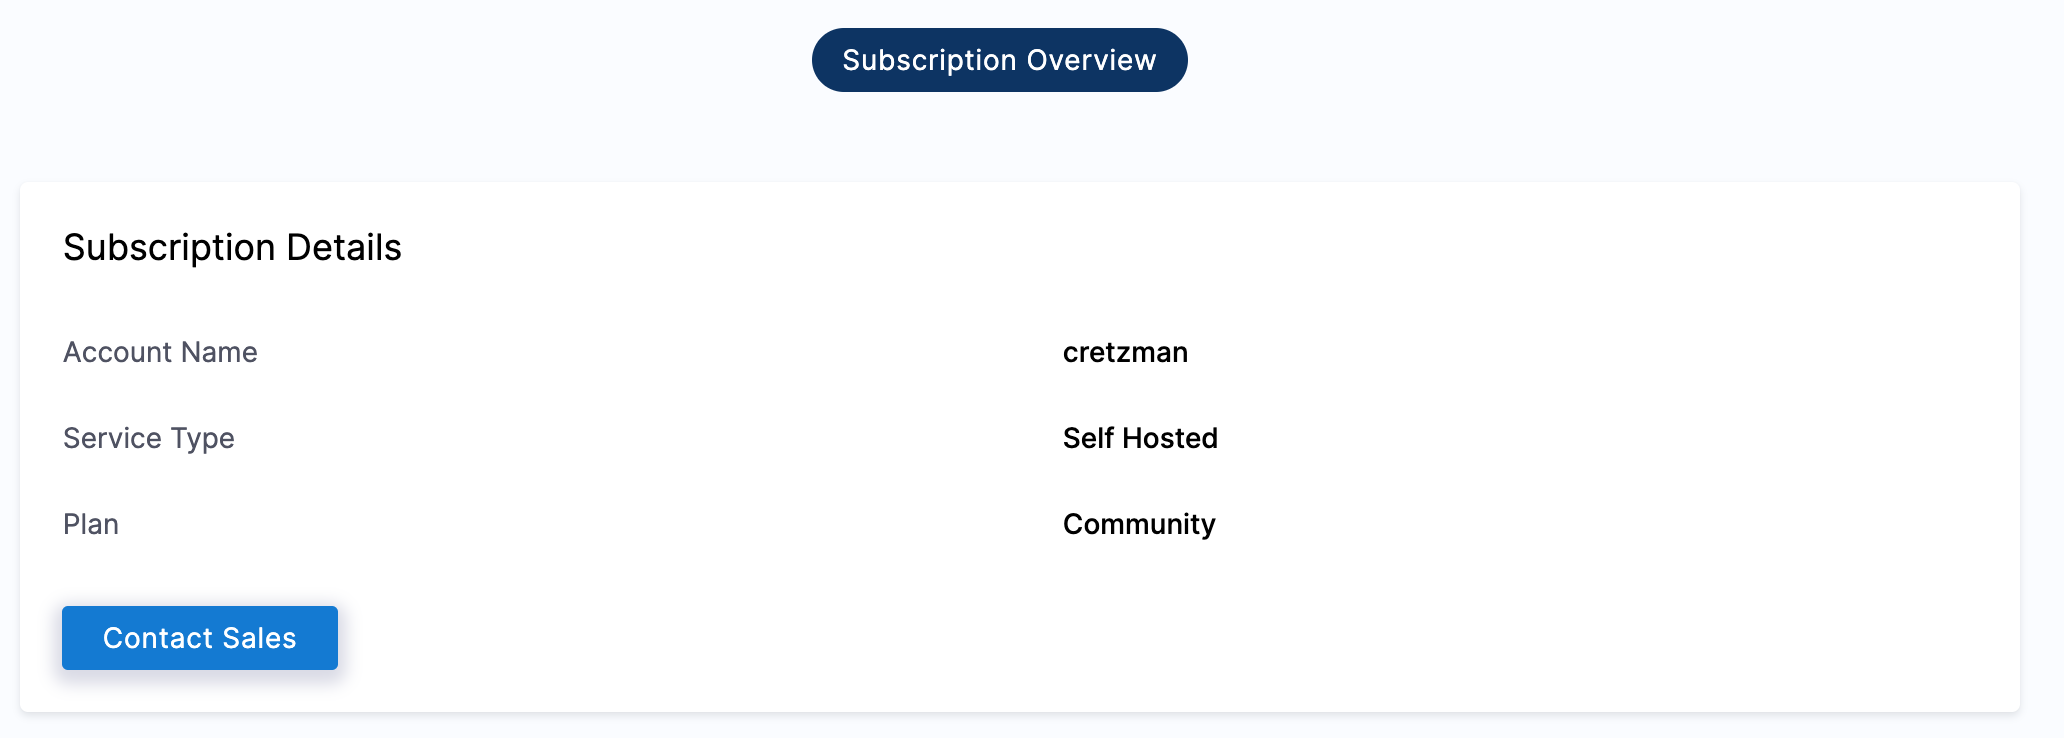 Subscription Overview
Subscription Details
Account Name cretzman
Service Type Self Hosted
Plan Community
Contact Sales